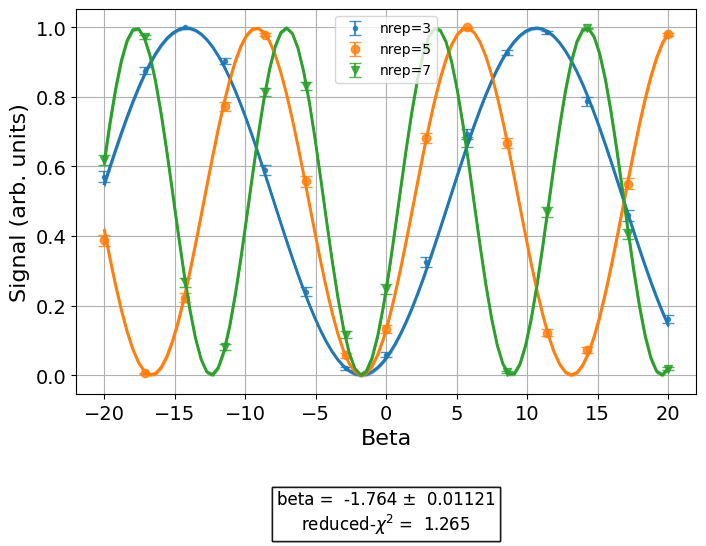 nrep=3
nrep=5
nrep=7
Signal (arb. units)
1.0
0.8
0.6
0.4
0.2
0.0
−20
−15
−10
−5
0
5
10
15
20
Beta
beta = -1.764 ± 0.01121
reduced-χ² = 1.265